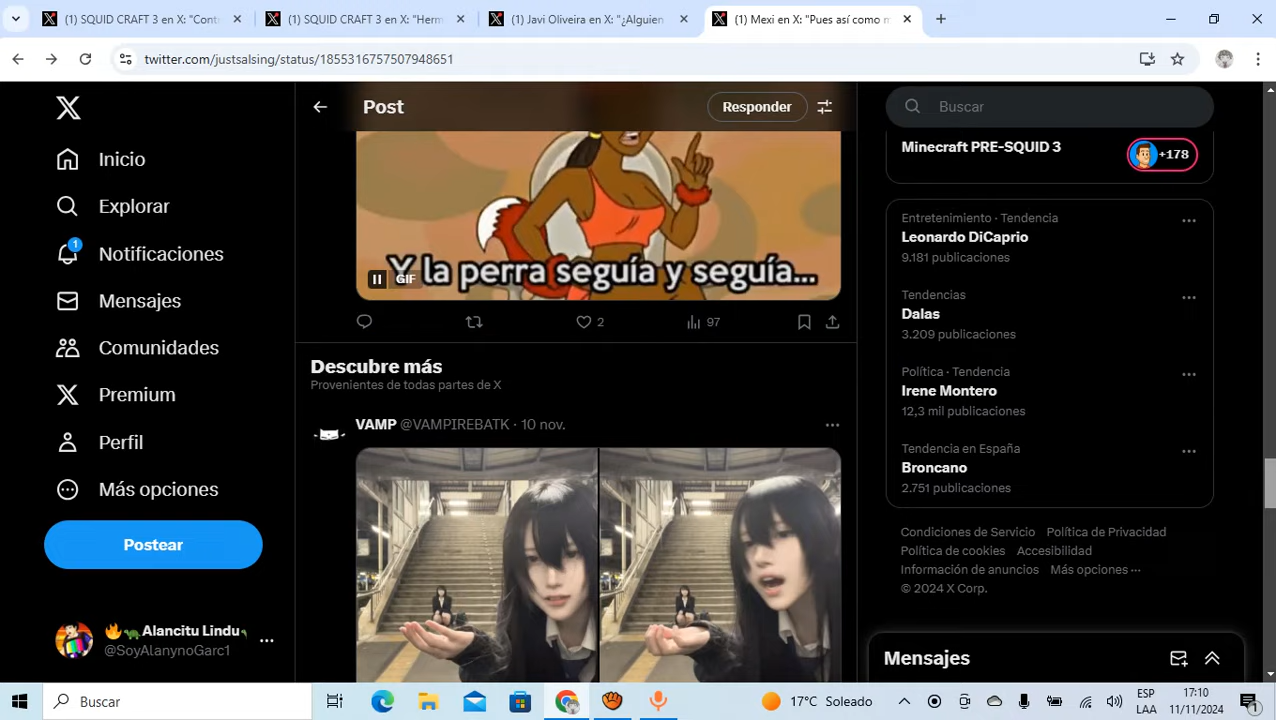 (1) SQUID CRAFT 3 en X: "Cont
(1) SQUID CRAFT 3 en X: "Herm
(1) Javi Oliveira en X: "¿Alguien
(1) Mexi en X: "Pues así como m
twitter.com/justsalsing/status/1855316757507948651
Post
Responder
Buscar
Inicio
Explorar
1
Notificaciones
Mensajes
Comunidades
Premium
Perfil
Más opciones
Postear
Alancitu Lindu
@SoyAlanynoGarc1
Y la perra seguía y seguía...
GIF
2
97
Descubre más
Provenientes de todas partes de X
VAMP @VAMPIREBATK · 10 nov.
Minecraft PRE-SQUID 3
+178
Entretenimiento · Tendencia
Leonardo DiCaprio
9.181 publicaciones
Tendencias
Dalas
3.209 publicaciones
Política · Tendencia
Irene Montero
12,3 mil publicaciones
Tendencia en España
Broncano
2.751 publicaciones
Condiciones de Servicio Política de Privacidad
Política de cookies Accesibilidad
Información de anuncios Más opciones ···
© 2024 X Corp.
Mensajes
Buscar
17°C Soleado
ESP
LAA
17:10
11/11/2024
1